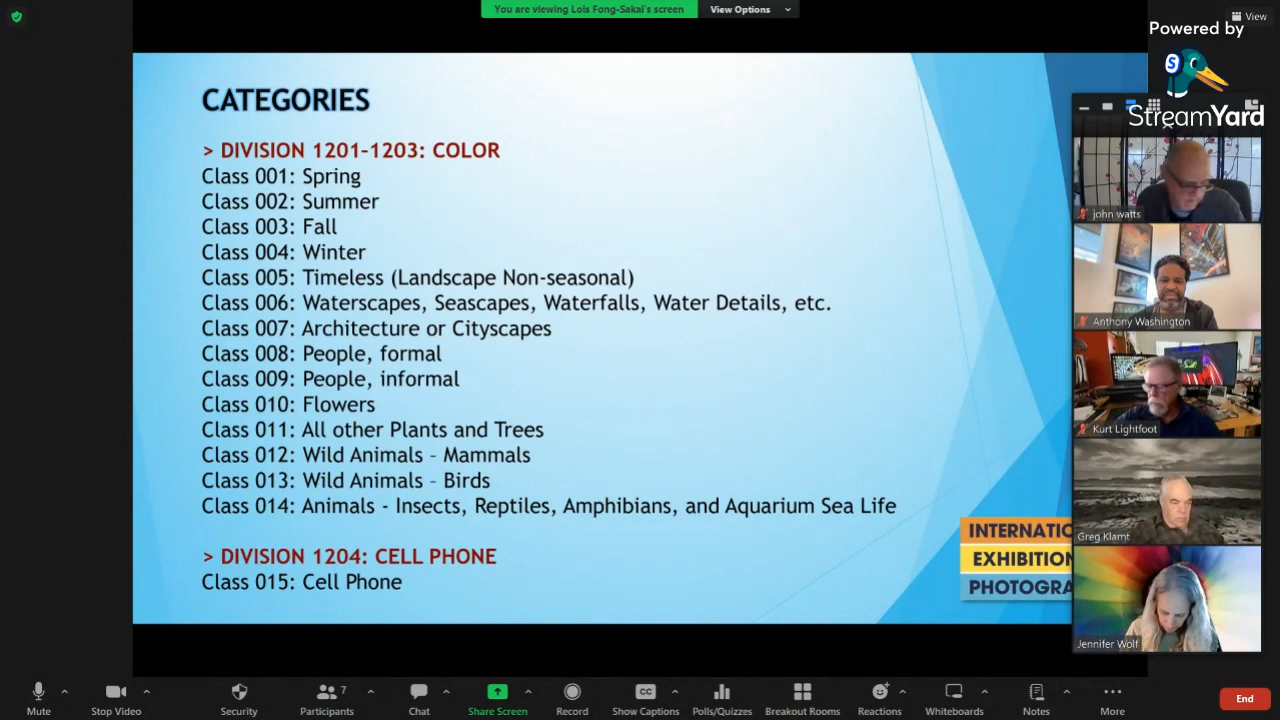 You are viewing Lois Fong-Sakai's screen
View Options
View
Powered by
StreamYard
CATEGORIES
> DIVISION 1201-1203: COLOR
Class 001: Spring
Class 002: Summer
Class 003: Fall
Class 004: Winter
Class 005: Timeless (Landscape Non-seasonal)
Class 006: Waterscapes, Seascapes, Waterfalls, Water Details, etc.
Class 007: Architecture or Cityscapes
Class 008: People, formal
Class 009: People, informal
Class 010: Flowers
Class 011: All other Plants and Trees
Class 012: Wild Animals - Mammals
Class 013: Wild Animals - Birds
Class 014: Animals - Insects, Reptiles, Amphibians, and Aquarium Sea Life
> DIVISION 1204: CELL PHONE
Class 015: Cell Phone
INTERNATIO
EXHIBITION
PHOTOGRA
john watts
Anthony Washington
Kurt Lightfoot
Greg Klamt
Jennifer Wolf
Mute
Stop Video
Security
7
Participants
Chat
Share Screen
Record
CC
Show Captions
Polls/Quizzes
Breakout Rooms
Reactions
Whiteboards
Notes
More
End